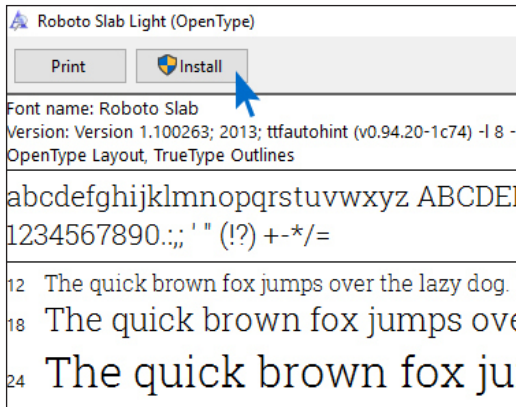 Roboto Slab Light (OpenType)
Print Install
Font name: Roboto Slab
Version: Version 1.100263; 2013; ttfautohint (v0.94.20-1c74) -l 8 -
OpenType Layout, TrueType Outlines
abcdefghijklmnopqrstuvwxyz ABCDE
1234567890.:,; ' " (!?) +-*/=
12 The quick brown fox jumps over the lazy dog.
18 The quick brown fox jumps ove
24 The quick brown fox ju